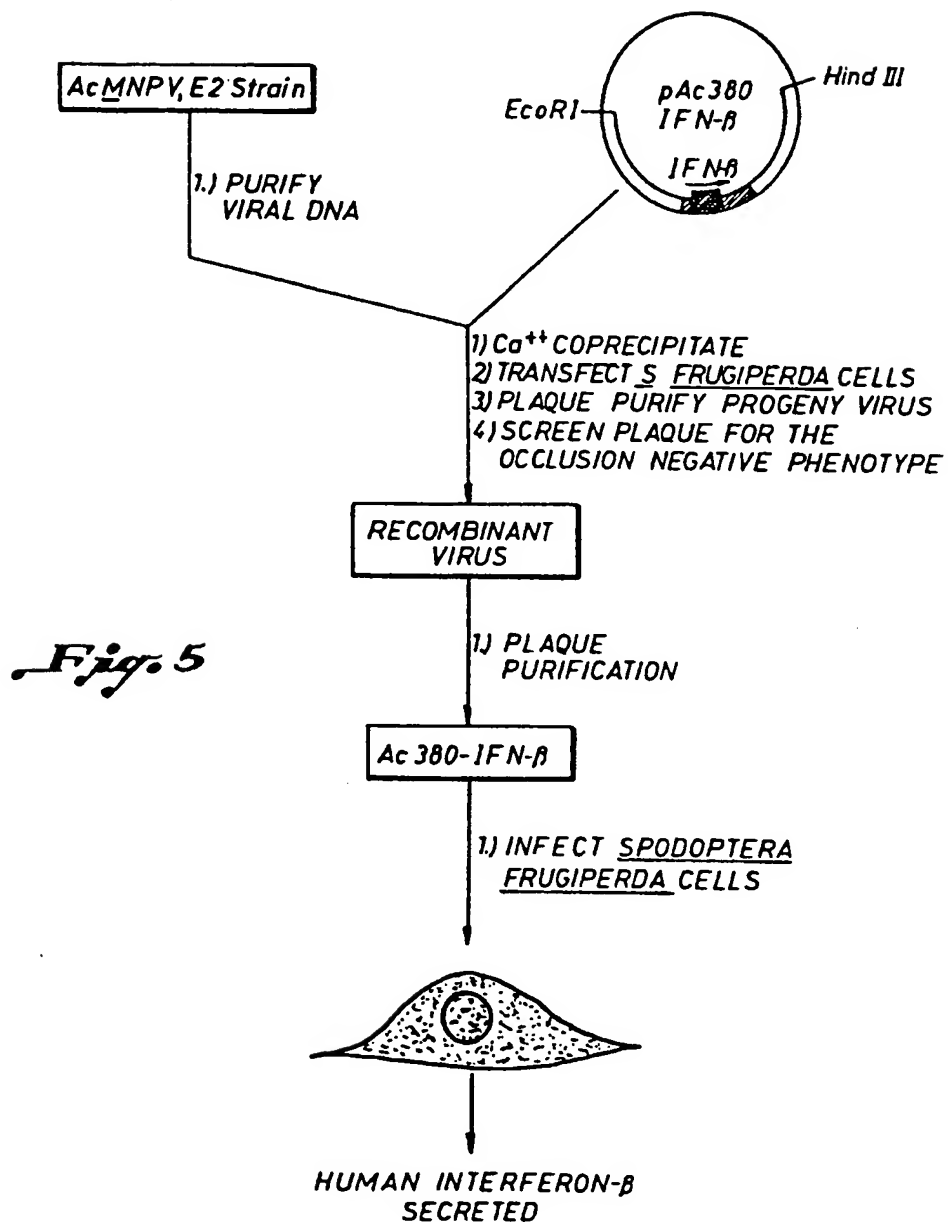 AcMNPV, E2 Strain
pAc380
IFN-β
Hind III
EcoRI
IFN-β
1.) PURIFY
VIRAL DNA
1) Ca++ COPRECIPITATE
2) TRANSFECT S FRUGIPERDA CELLS
3) PLAQUE PURIFY PROGENY VIRUS
4) SCREEN PLAQUE FOR THE
OCCLUSION NEGATIVE PHENOTYPE
RECOMBINANT
VIRUS
Fig. 5
1.) PLAQUE
PURIFICATION
Ac 380-IFN-β
1.) INFECT SPODOPTERA
FRUGIPERDA CELLS
HUMAN INTERFERON-β
SECRETED